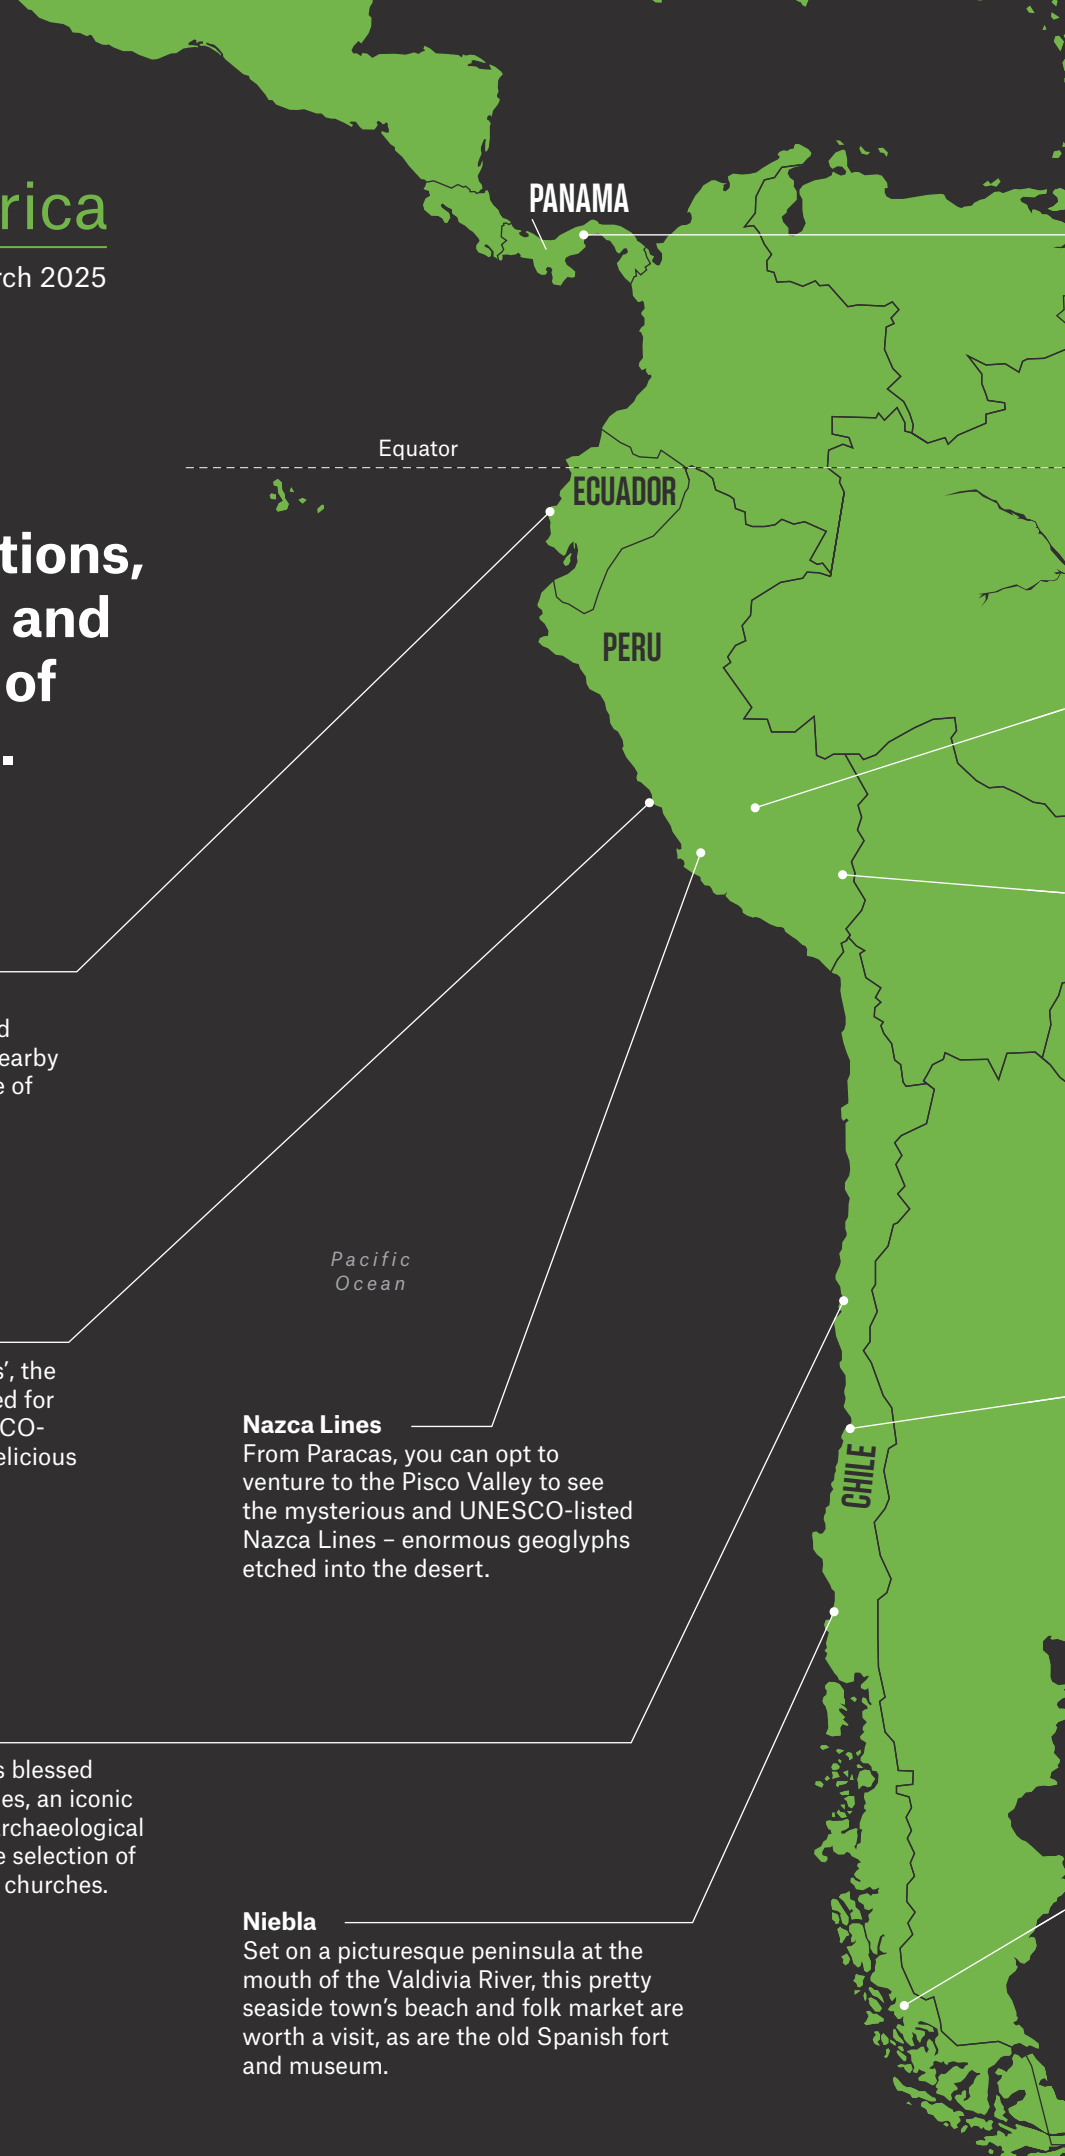 PANAMA
rica
rch 2025
Equator
ECUADOR
tions,
and
of
.
PERU
d
earby
e of
Pacific
Ocean
s’, the
ed for
CO-
elicious
Nazca Lines
From Paracas, you can opt to
venture to the Pisco Valley to see
the mysterious and UNESCO-listed
Nazca Lines – enormous geoglyphs
etched into the desert.
CHILE
s blessed
es, an iconic
rchaeological
e selection of
churches.
Niebla
Set on a picturesque peninsula at the
mouth of the Valdivia River, this pretty
seaside town’s beach and folk market are
worth a visit, as are the old Spanish fort
and museum.